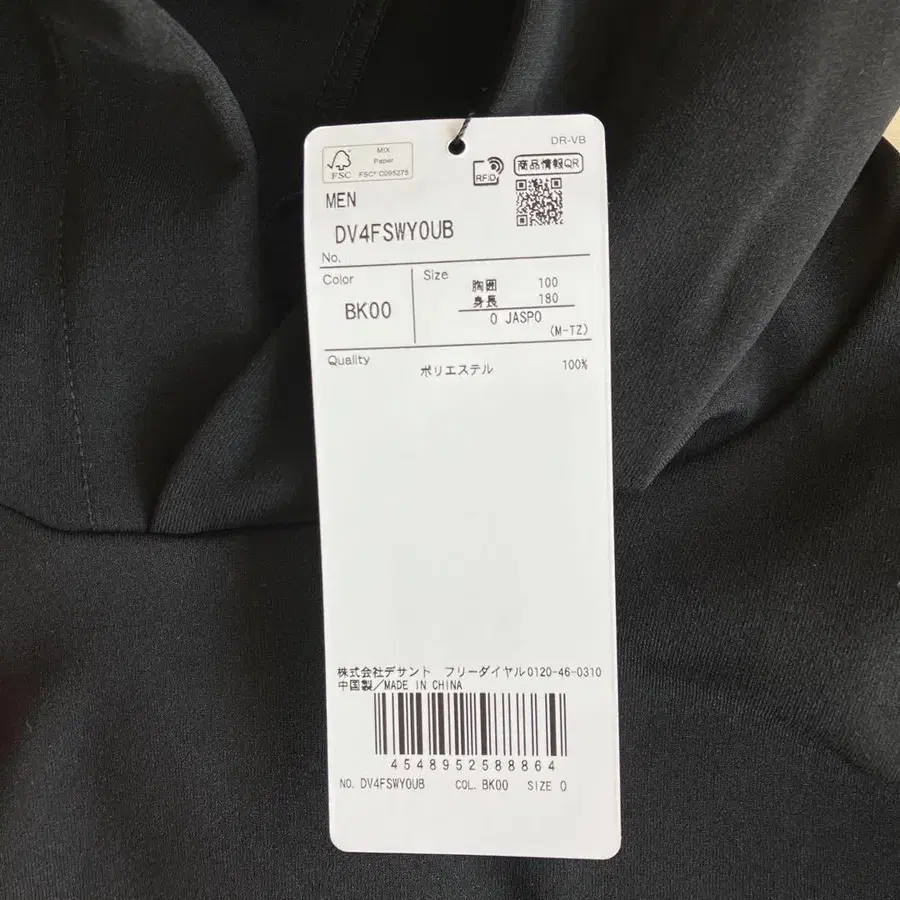 DR-VB
MIX
Paper
FSC
FSC® C095275
RFID
商品情報QR
MEN
DV4FSWY0UB
No.
Color
Size
BK00
胸囲 100
身長 180
O JASPO
(M-TZ)
Quality
ポリエステル 100%
株式会社デサント フリーダイヤル0120-46-0310
中国製/MADE IN CHINA
4548952588864
NO. DV4FSWY0UB COL. BK00 SIZE O